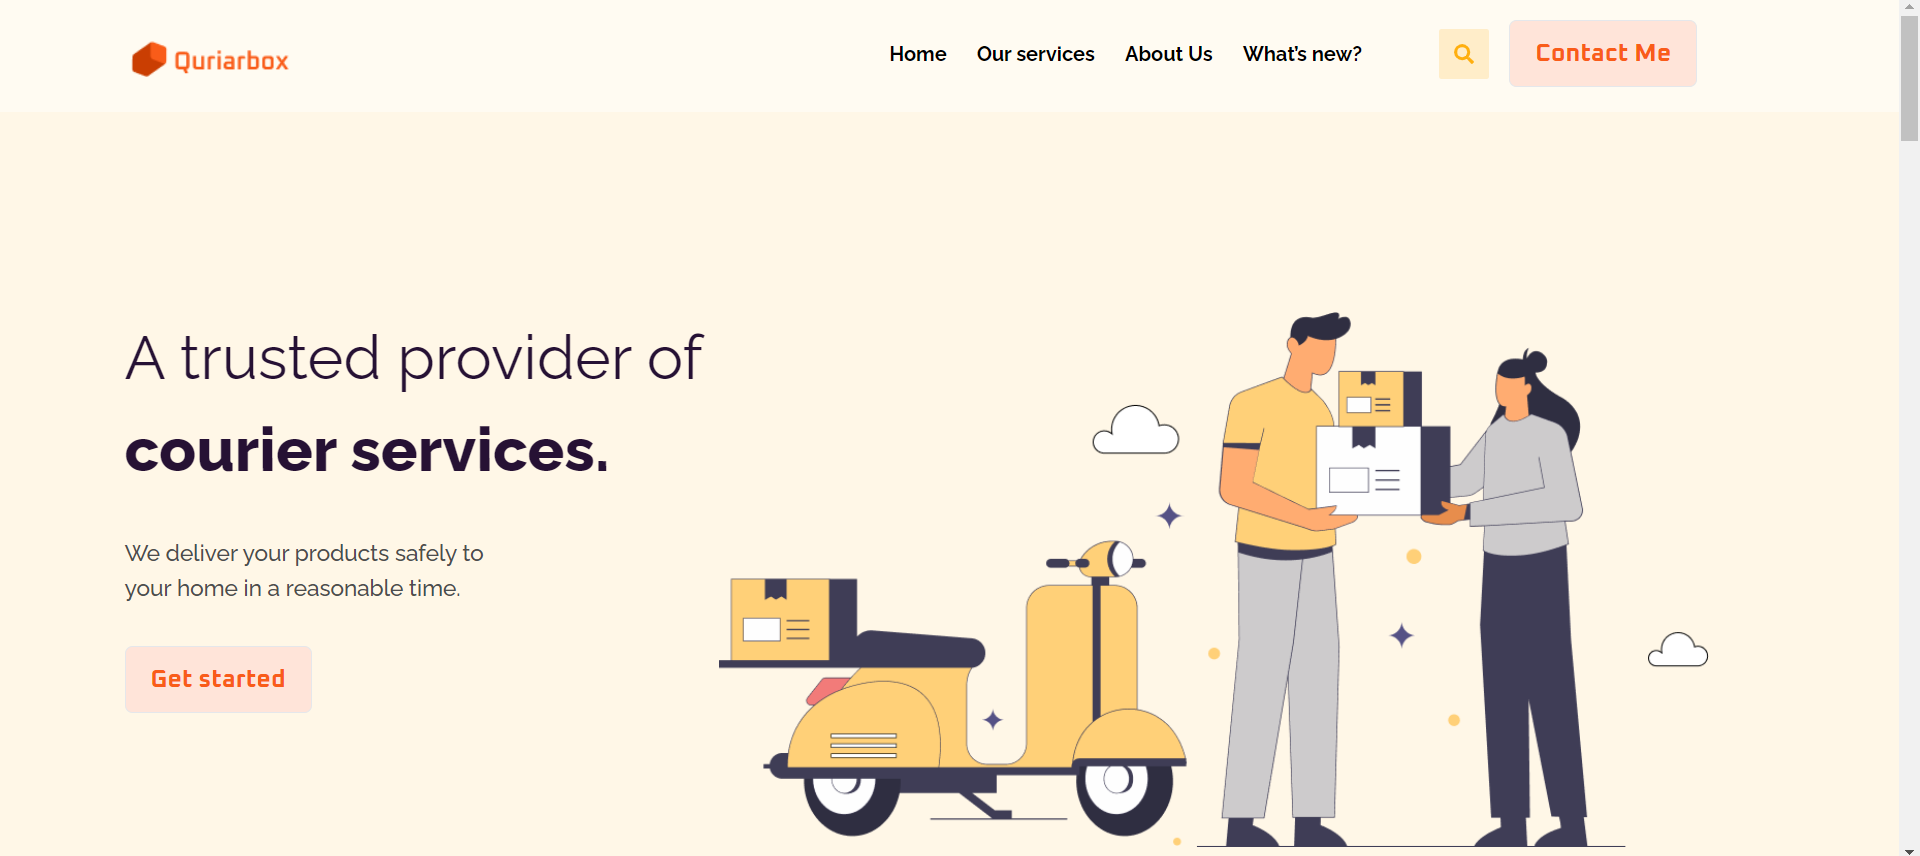 Quriarbox
Home
Our services
About Us
What's new?
Contact Me
A trusted provider of
courier services.
We deliver your products safely to
your home in a reasonable time.
Get started